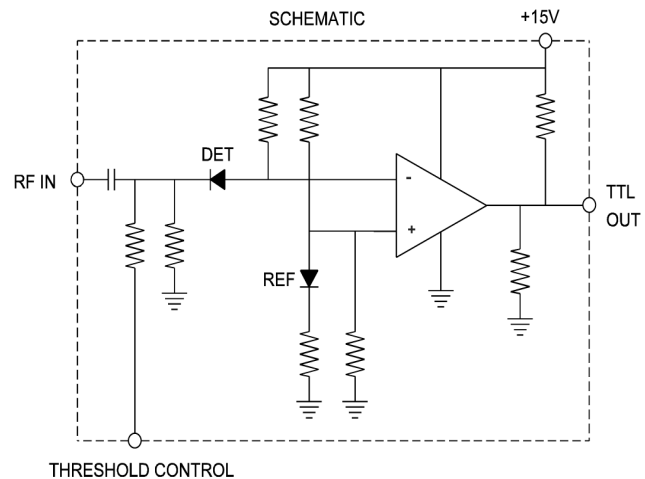 SCHEMATIC
+15V
DET
RF IN
-
+
TTL
OUT
REF
THRESHOLD CONTROL